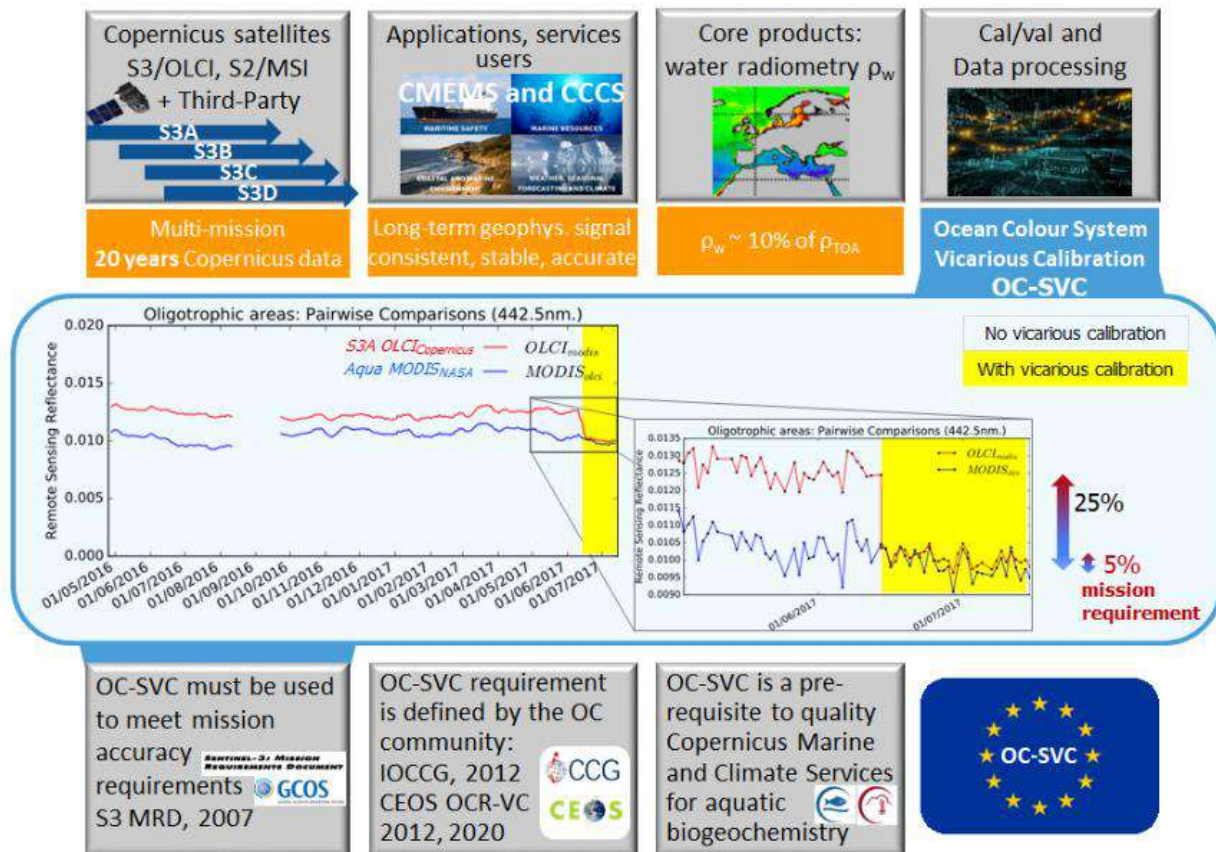 Copernicus satellites
S3/OLCI, S2/MSI
+ Third-Party
S3A
S3B
S3C
S3D
Multi-mission
20 years Copernicus data
Applications, services
users
CMEMS and CCCS
MARITIME SAFETY
MARINE RESOURCES
COASTAL AND MARINE
ENVIRONMENT
WEATHER, SEASONAL
FORECASTING AND CLIMATE
Long-term geophys. signal
consistent, stable, accurate
Core products:
water radiometry ρw
ρw ~ 10% of ρTOA
Cal/val and
Data processing
Ocean Colour System
Vicarious Calibration
OC-SVC
Oligotrophic areas: Pairwise Comparisons (442.5nm.)
Remote Sensing Reflectance
0.020
0.015
0.010
0.005
0.000
S3A OLCICopernicus
OLCImodis
Aqua MODISNASA
MODISolci
01/05/2016
01/06/2016
01/07/2016
01/08/2016
01/09/2016
01/10/2016
01/11/2016
01/12/2016
01/01/2017
01/02/2017
01/03/2017
01/04/2017
01/05/2017
01/06/2017
01/07/2017
No vicarious calibration
With vicarious calibration
Oligotrophic areas: Pairwise Comparisons (442.5nm.)
Remote Sensing Reflectance
0.0135
0.0130
0.0125
0.0120
0.0115
0.0110
0.0105
0.0100
0.0095
0.0090
OLCImodis
MODISolci
01/06/2017
01/07/2017
25%
5%
mission
requirement
OC-SVC must be used
to meet mission
accuracy
SENTINEL-3: MISSION
REQUIREMENTS DOCUMENT
requirements
GCOS
S3 MRD, 2007
OC-SVC requirement
is defined by the OC
community:
IOCCG, 2012
CCG
CEOS OCR-VC
2012, 2020
CEOS
OC-SVC is a pre-
requisite to quality
Copernicus Marine
and Climate Services
for aquatic
biogeochemistry
OC-SVC